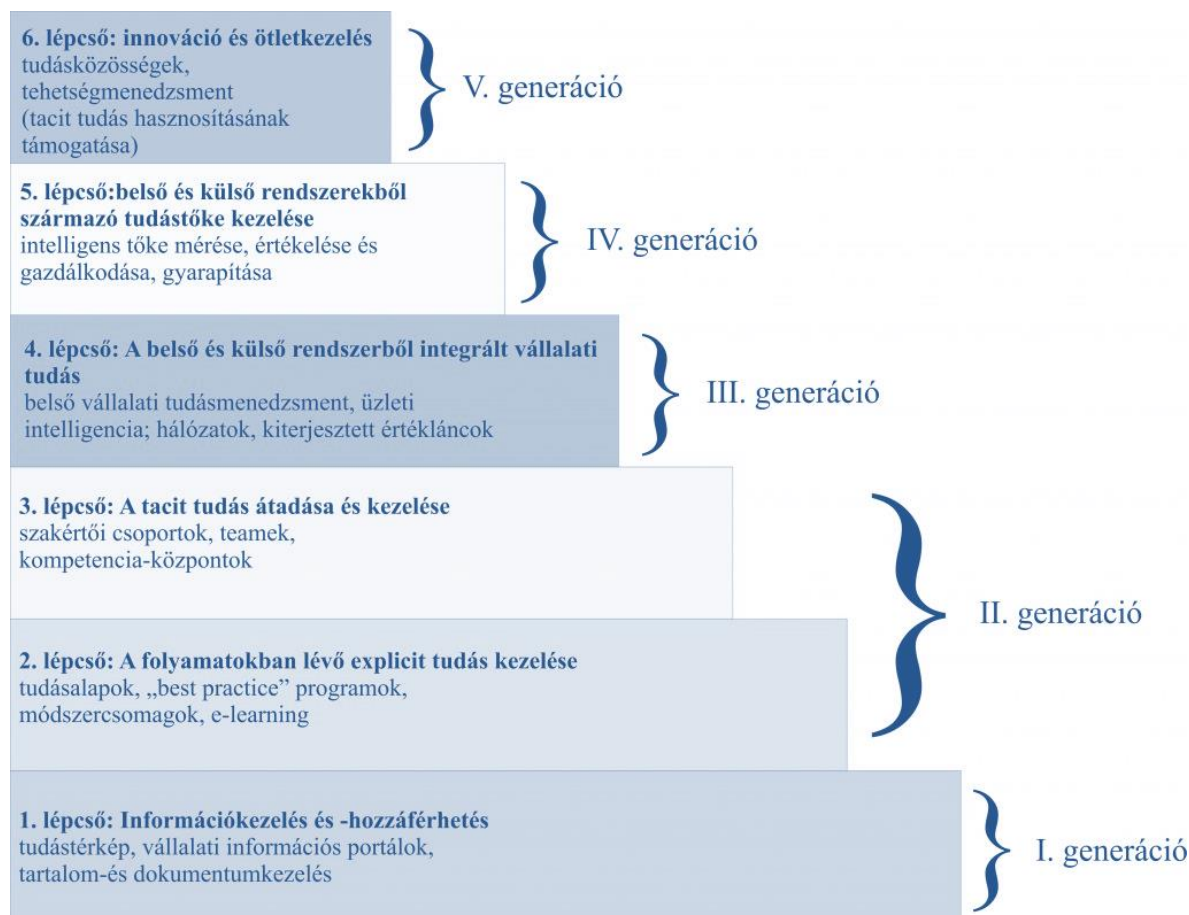 6. lépcső: innováció és ötletkezelés
tudásközösségek,
tehetségmenedzsment
(tacit tudás hasznosításának
támogatása)
V. generáció
5. lépcső:belső és külső rendszerekből
származó tudástőke kezelése
intelligens tőke mérése, értékelése és
gazdálkodása, gyarapítása
IV. generáció
4. lépcső: A belső és külső rendszerből integrált vállalati
tudás
belső vállalati tudásmenedzsment, üzleti
intelligencia; hálózatok, kiterjesztett értékláncok
III. generáció
3. lépcső: A tacit tudás átadása és kezelése
szakértői csoportok, teamek,
kompetencia-központok
2. lépcső: A folyamatokban lévő explicit tudás kezelése
tudásalapok, „best practice” programok,
módszercsomagok, e-learning
II. generáció
1. lépcső: Információkezelés és -hozzáférhetés
tudástérkép, vállalati információs portálok,
tartalom-és dokumentumkezelés
I. generáció